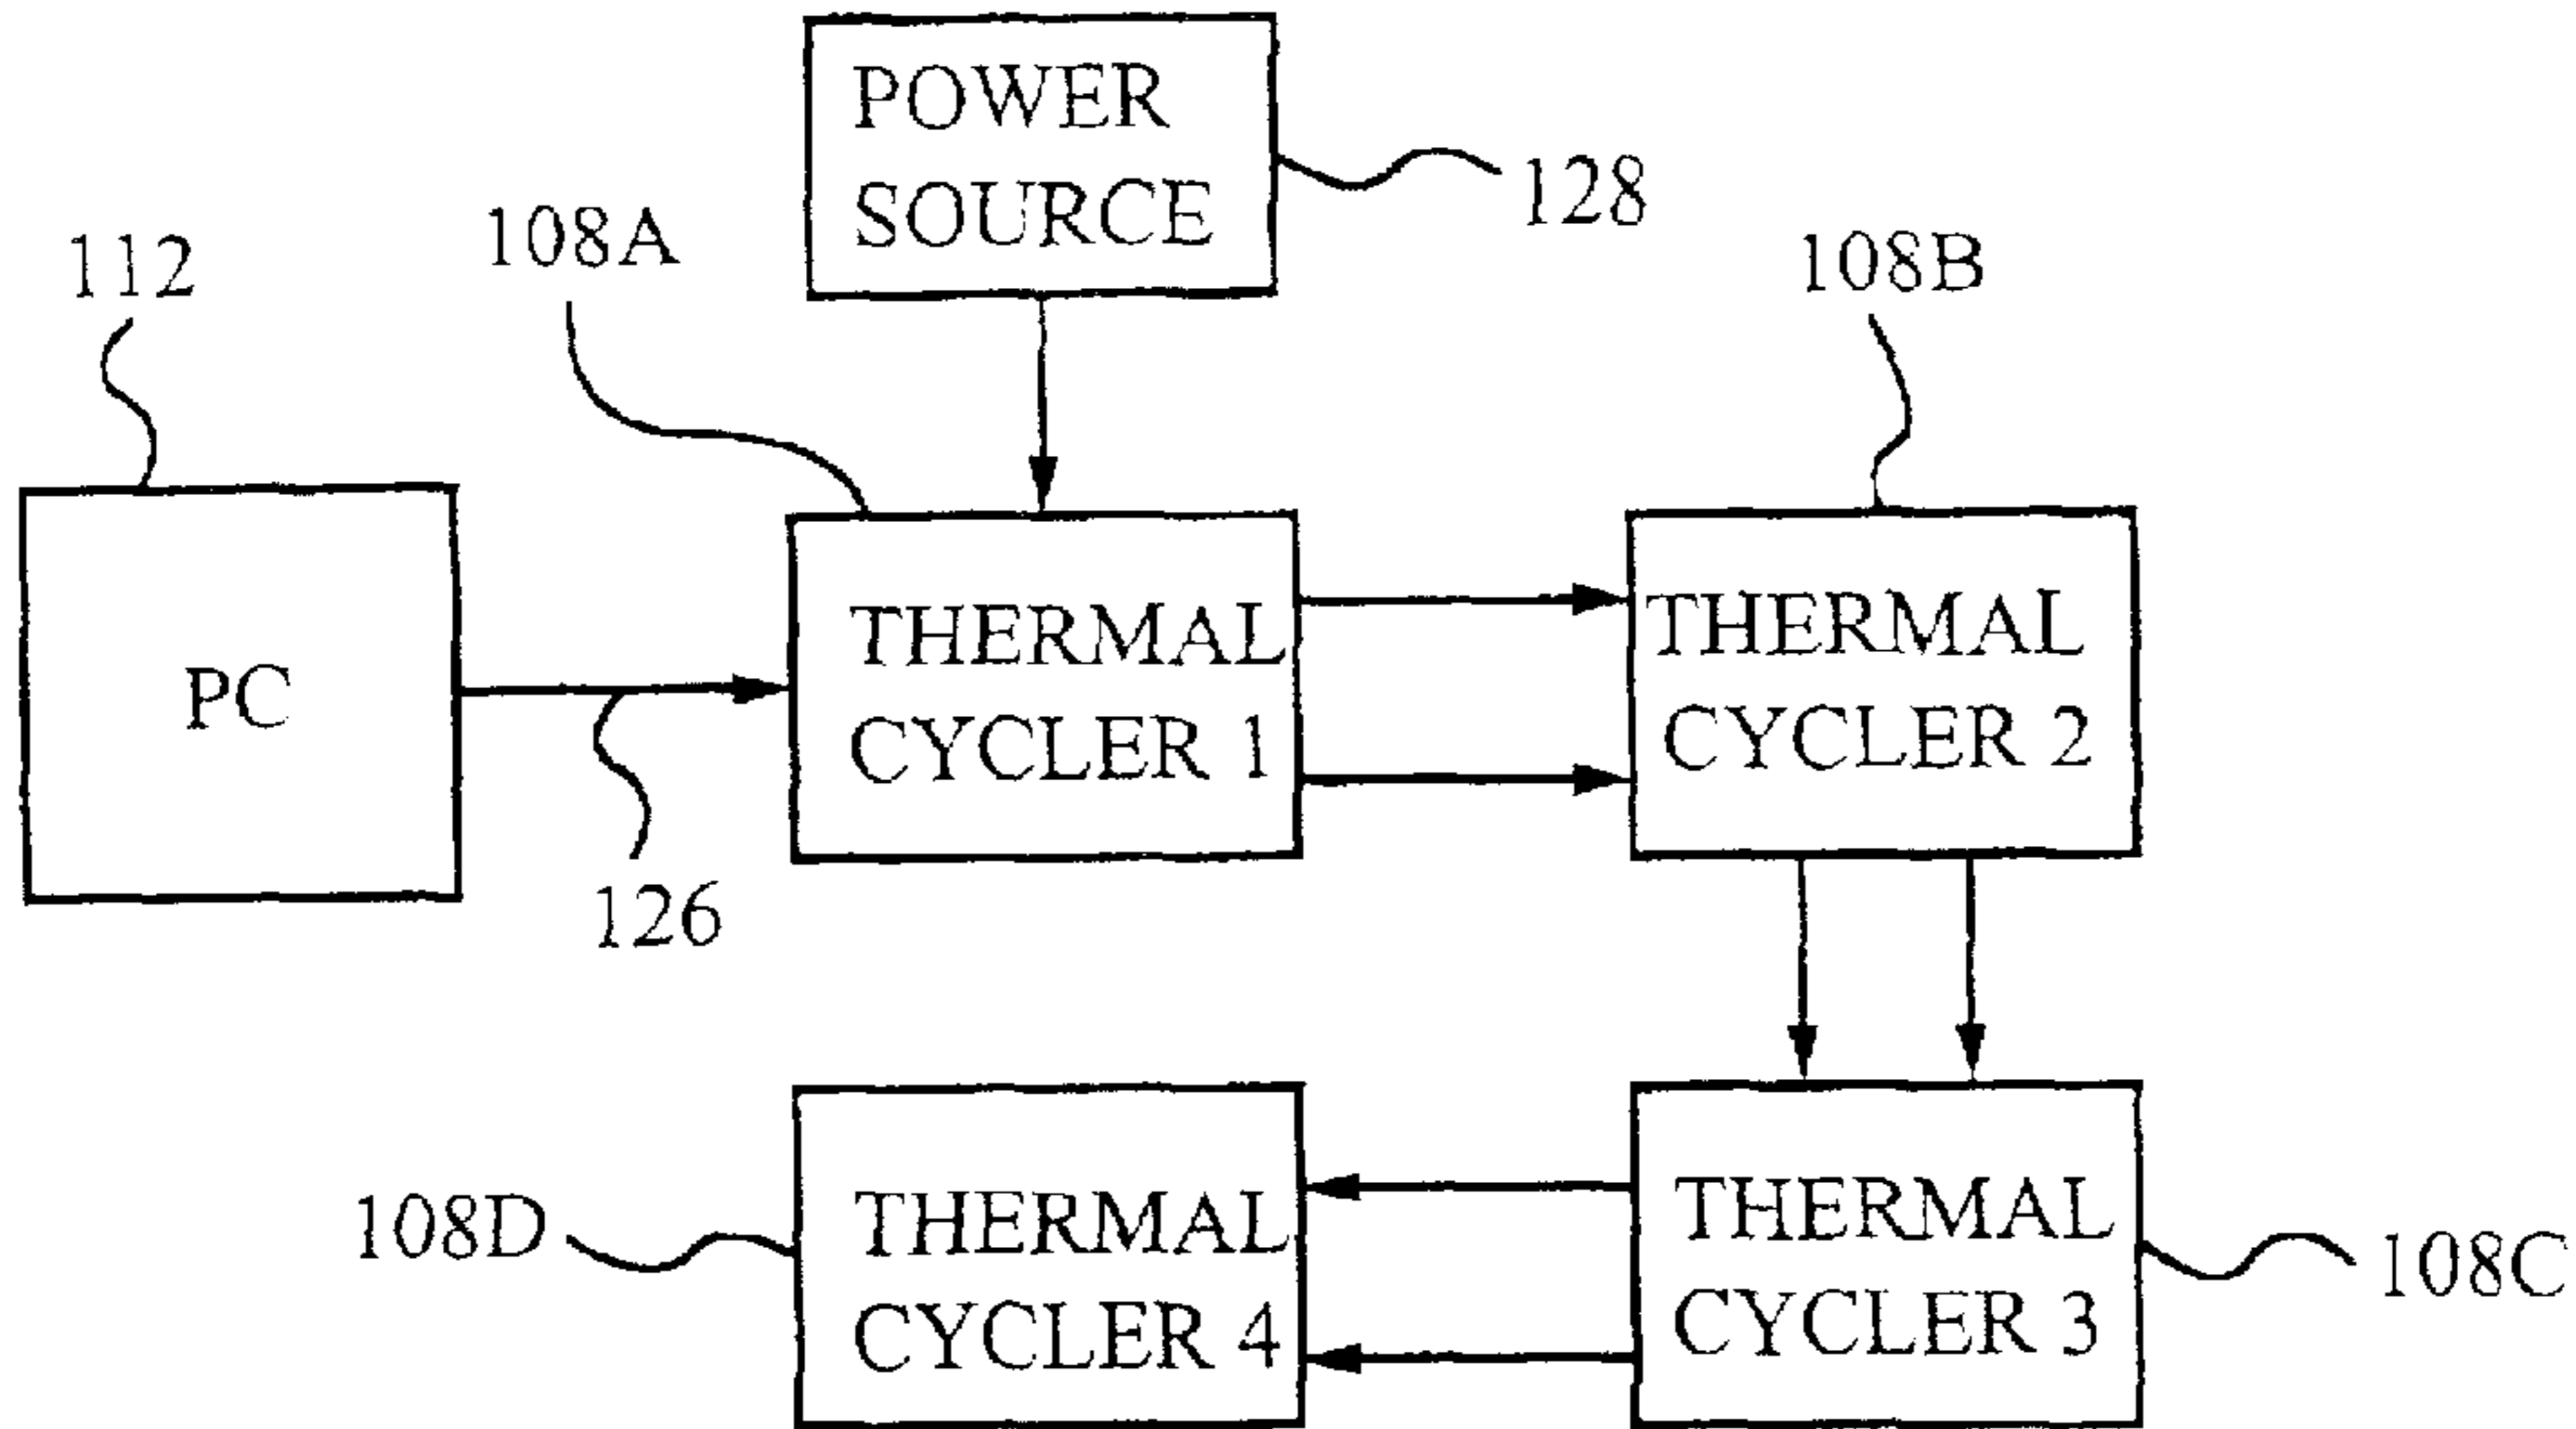 POWER
SOURCE
128
108A
112
108B
THERMAL
CYCLER 1
THERMAL
CYCLER 2
PC
126
THERMAL
CYCLER 4
THERMAL
CYCLER 3
108D
108C